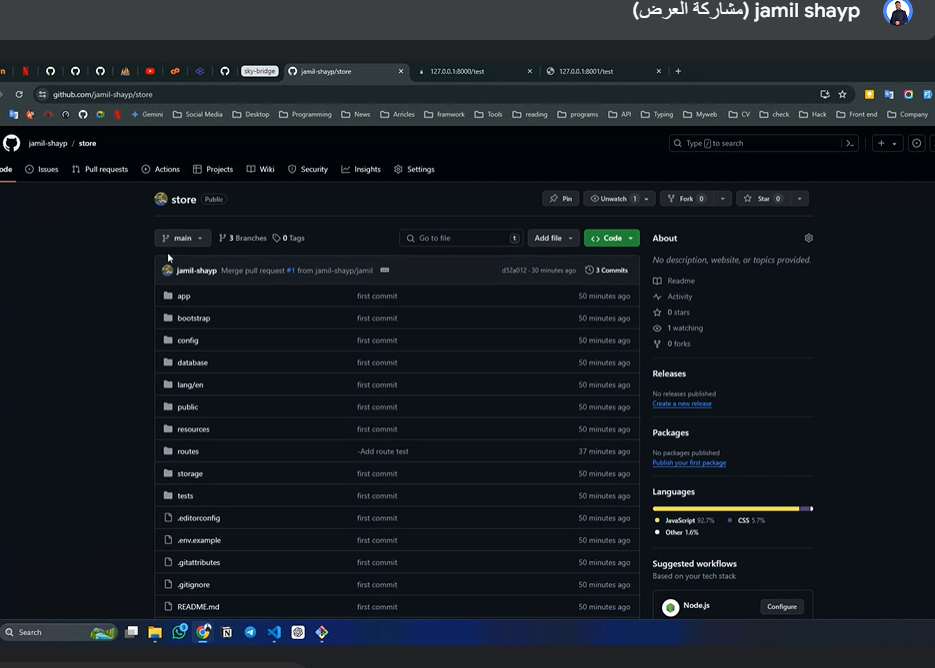 jamil shayp (مشاركة العرض)
sky-bridge
jamil-shayp/store
127.0.0.1:8000/test
127.0.0.1:8001/test
github.com/jamil-shayp/store
Gemini
Social Media
Desktop
Programming
News
Arricles
framwork
Tools
reading
programs
API
Typing
Myweb
CV
check
Hack
Front end
Company
jamil-shayp / store
Type / to search
ode
Issues
Pull requests
Actions
Projects
Wiki
Security
Insights
Settings
store Public
Pin
Unwatch 1
Fork 0
Star 0
main
3 Branches
0 Tags
Go to file t
Add file
Code
About
jamil-shayp Merge pull request #1 from jamil-shayp/jamil
d52a012 · 30 minutes ago
3 Commits
No description, website, or topics provided.
app first commit 50 minutes ago
bootstrap first commit 50 minutes ago
config first commit 50 minutes ago
database first commit 50 minutes ago
lang/en first commit 50 minutes ago
public first commit 50 minutes ago
resources first commit 50 minutes ago
routes -Add route test 37 minutes ago
storage first commit 50 minutes ago
tests first commit 50 minutes ago
.editorconfig first commit 50 minutes ago
.env.example first commit 50 minutes ago
.gitattributes first commit 50 minutes ago
.gitignore first commit 50 minutes ago
README.md first commit 50 minutes ago
Readme
Activity
0 stars
1 watching
0 forks
Releases
No releases published
Create a new release
Packages
No packages published
Publish your first package
Languages
JavaScript 92.7%
CSS 5.7%
Other 1.6%
Suggested workflows
Based on your tech stack
Node.js
Configure
Search